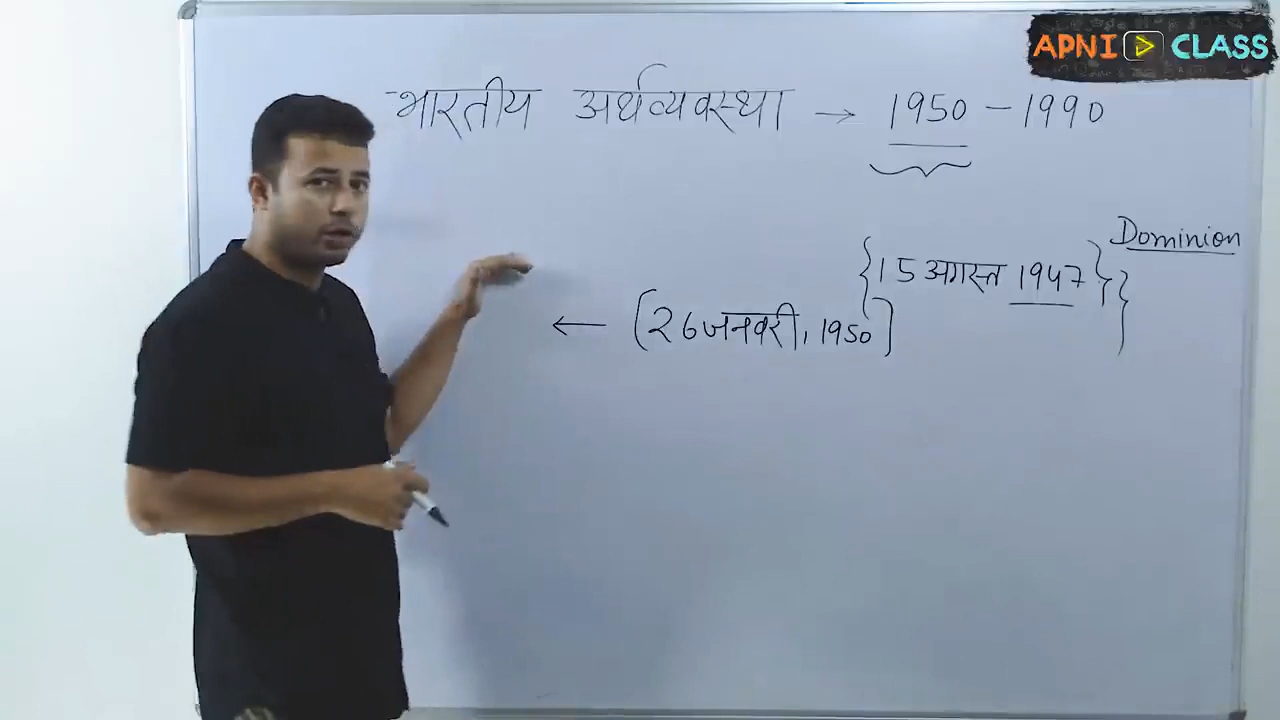 APNI CLASS
भारतीय अर्थव्यवस्था → 1950 - 1990
Dominion
{15 अगस्त 1947}}
← (26 जनवरी, 1950]